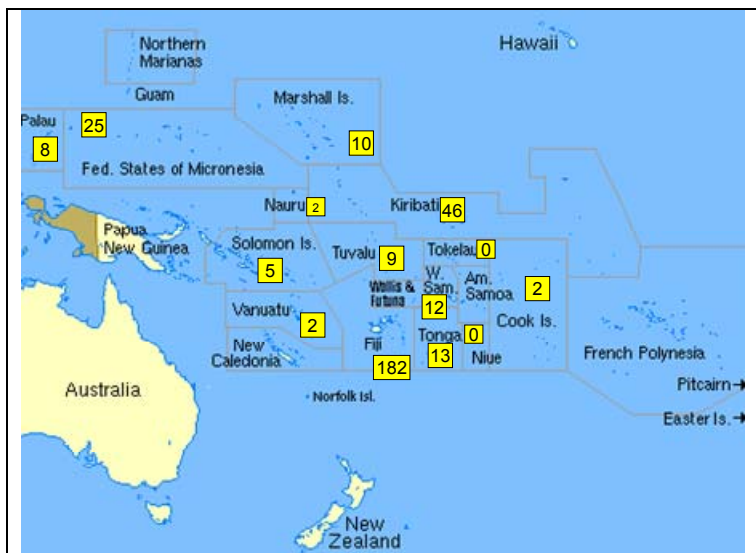 Northern
Marianas
Hawaii
Guam
Marshall Is.
Palau
25
8
10
Fed. States of Micronesia
Nauru
2
Kiribati
46
Papua
New Guinea
Solomon Is.
5
Tuvalu
9
Tokelau
0
Wallis &
Futuna
W.
Sam.
12
Am.
Samoa
2
Cook Is.
Vanuatu
2
New
Caledonia
Fiji
182
Tonga
13
0
Niue
French Polynesia
Pitcairn
Easter Is.
Australia
Norfolk Isl.
New
Zealand